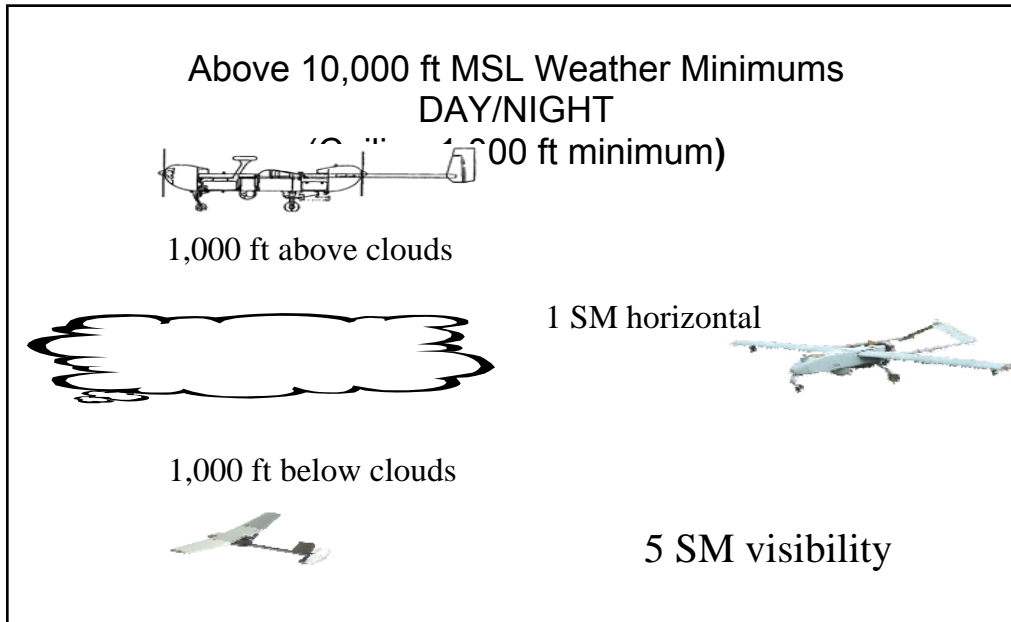 Above 10,000 ft MSL Weather Minimums
DAY/NIGHT
ft minimum)
1,000 ft above clouds
1 SM horizontal
1,000 ft below clouds
5 SM visibility